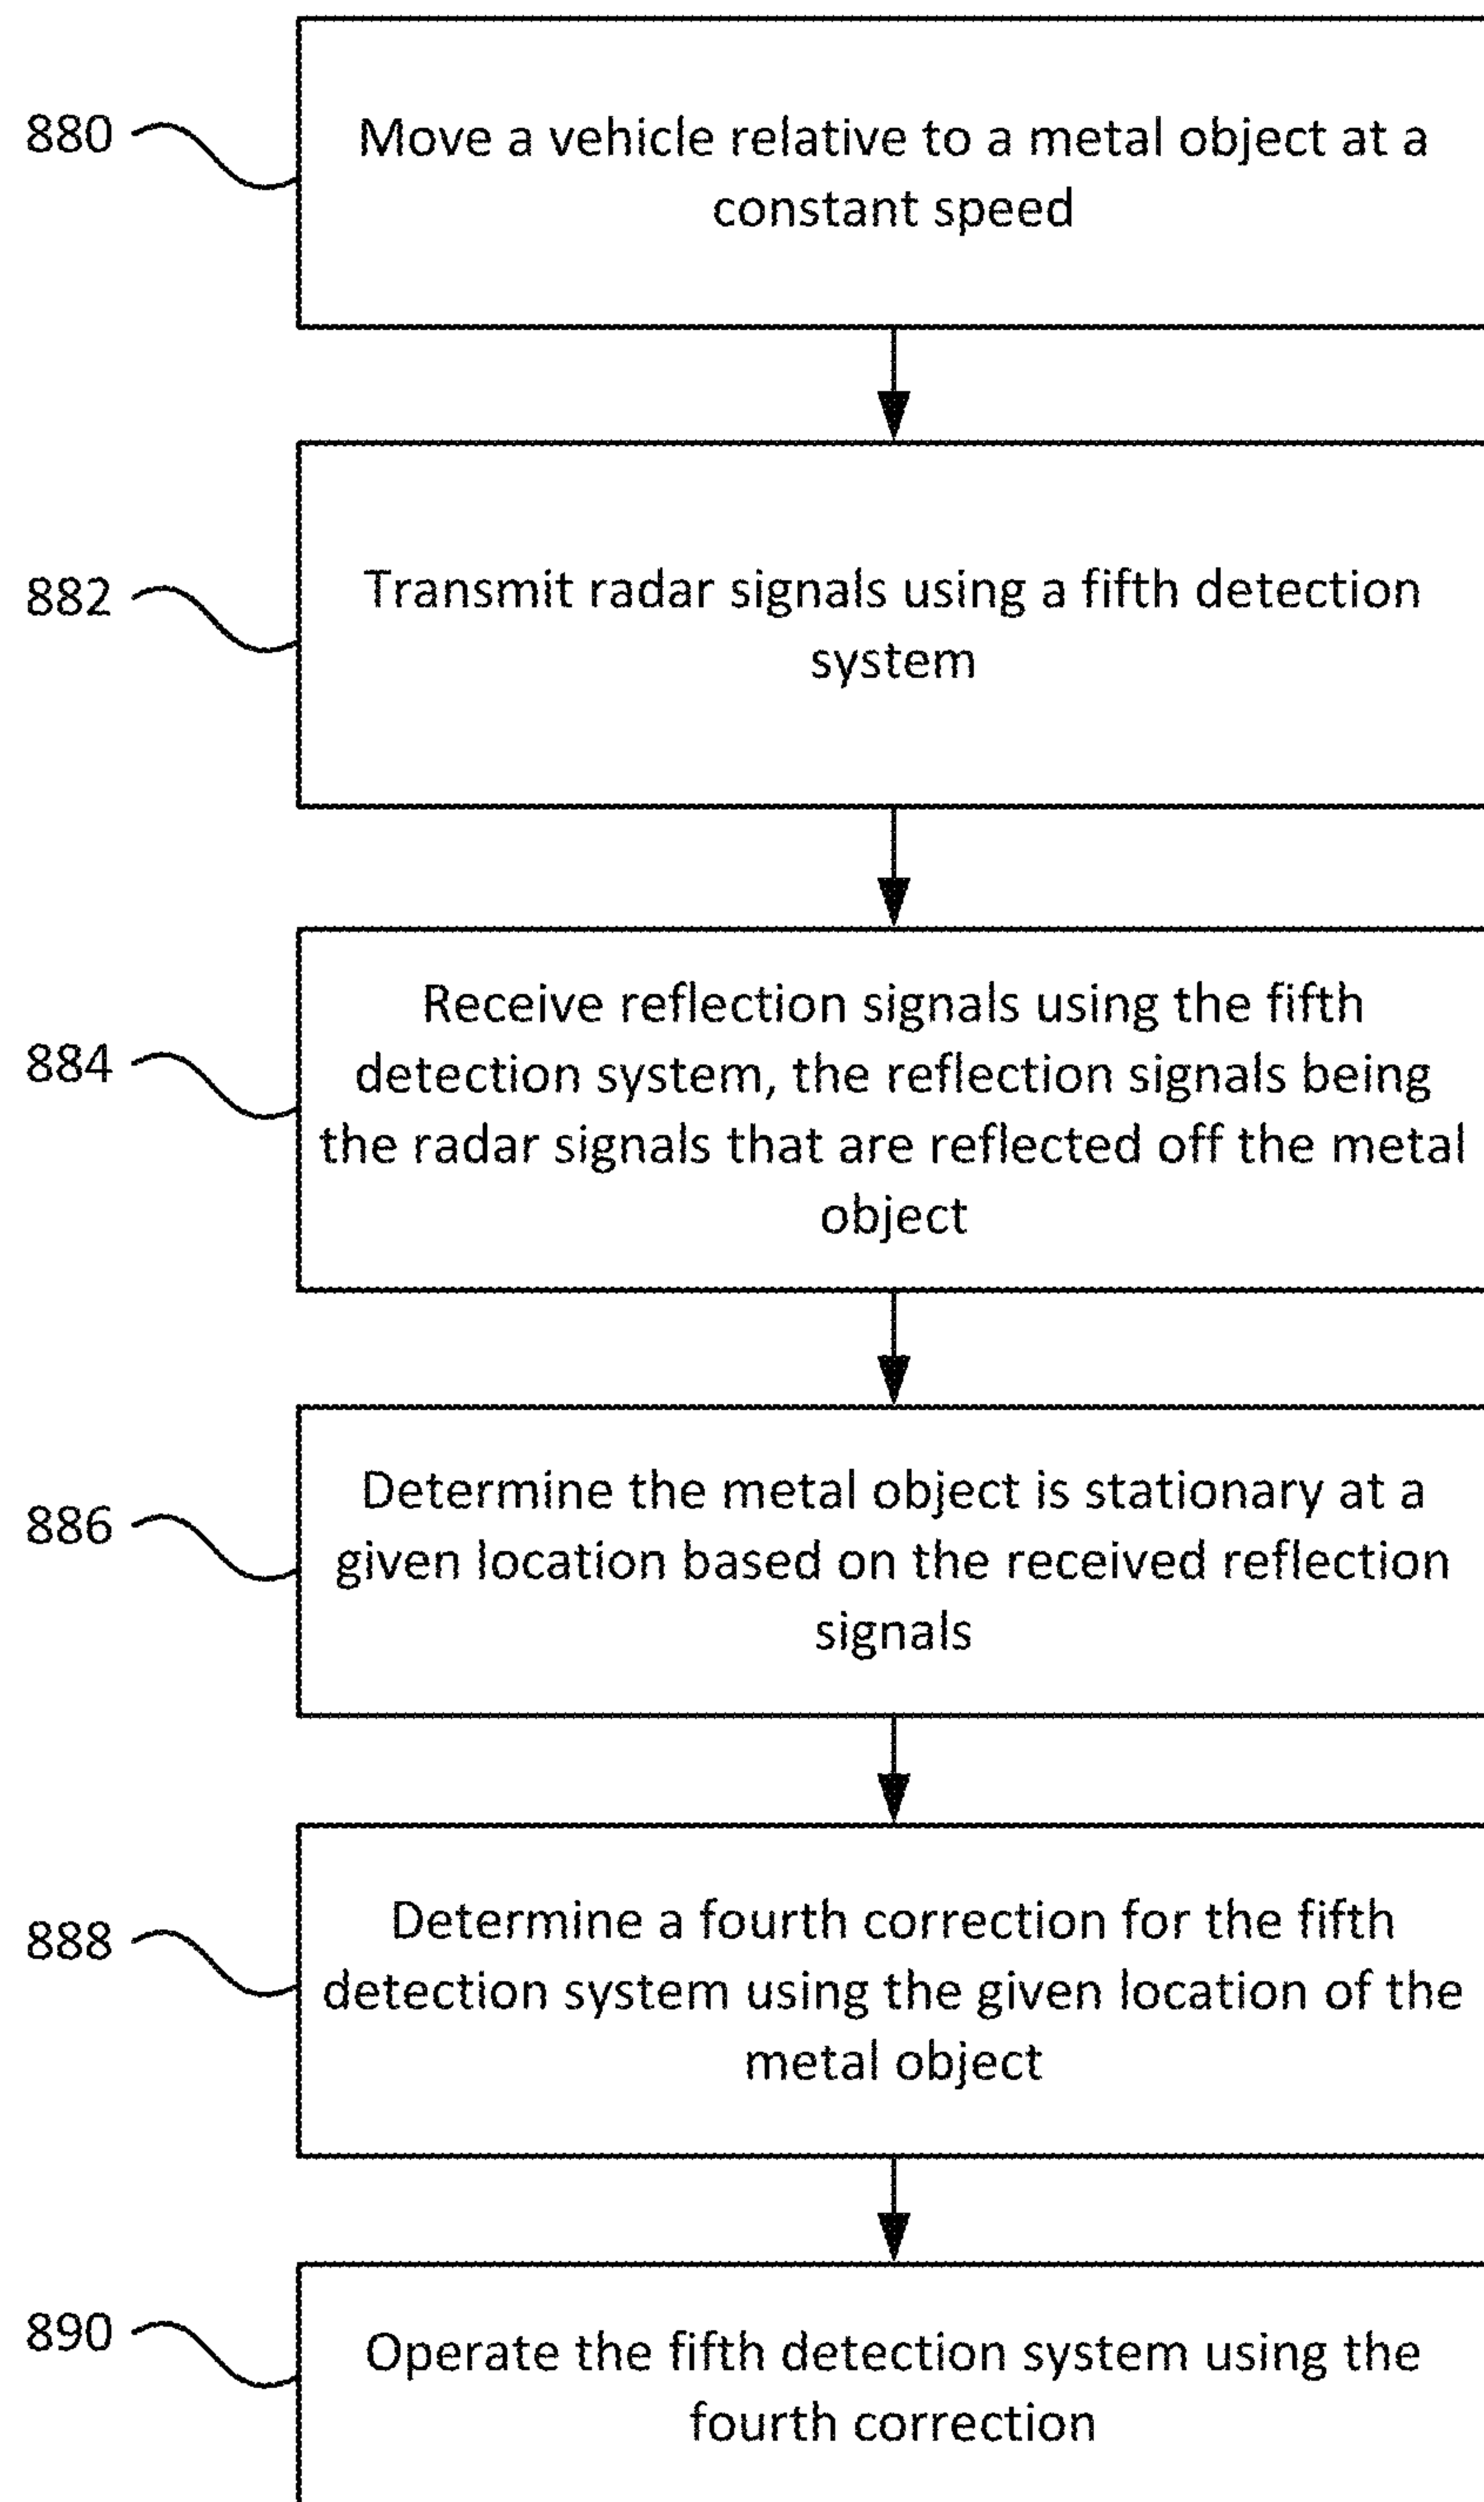 880
Move a vehicle relative to a metal object at a
constant speed
882
Transmit radar signals using a fifth detection
system
884
Receive reflection signals using the fifth
detection system, the reflection signals being
the radar signals that are reflected off the metal
object
886
Determine the metal object is stationary at a
given location based on the received reflection
signals
888
Determine a fourth correction for the fifth
detection system using the given location of the
metal object
890
Operate the fifth detection system using the
fourth correction